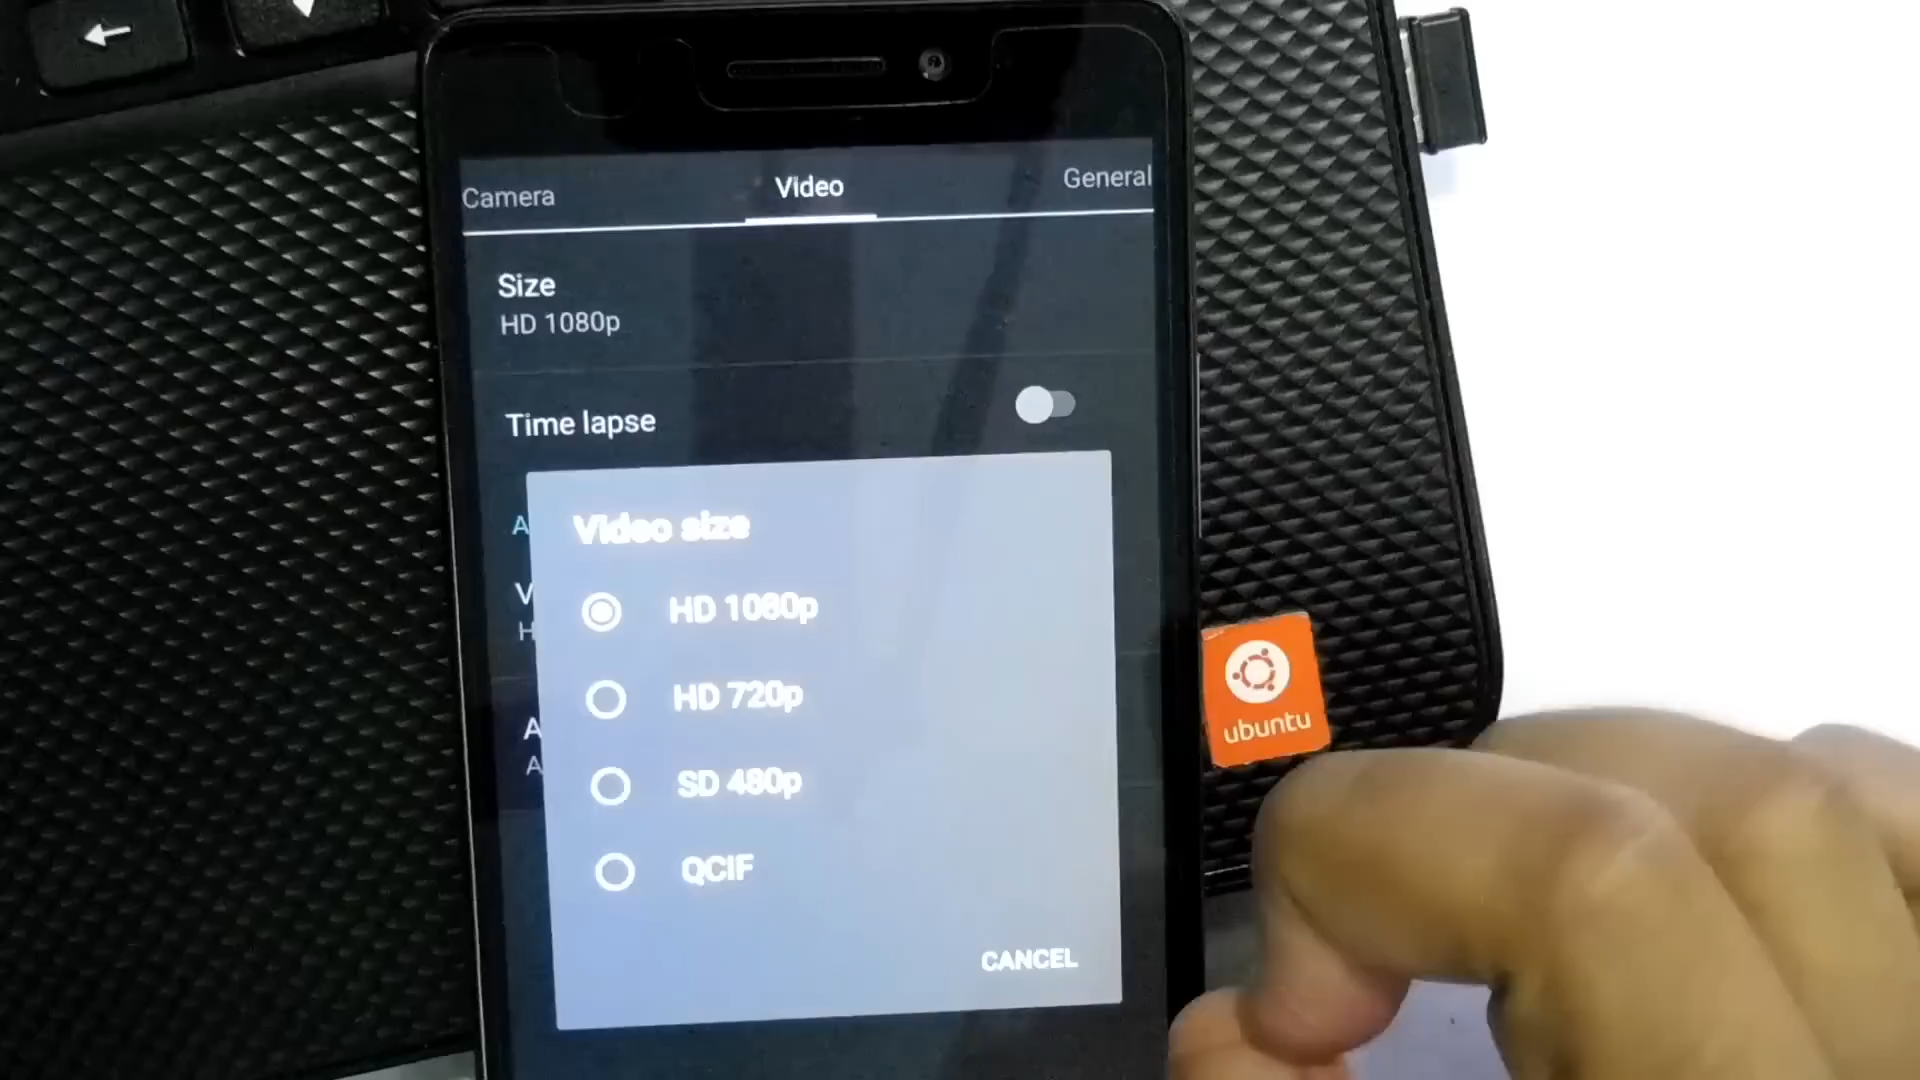 Camera
Video
General
Size
HD 1080p
Time lapse
A
Video size
V
HD 1080p
H
HD 720p
A
SD 480p
A
QCIF
CANCEL
ubuntu